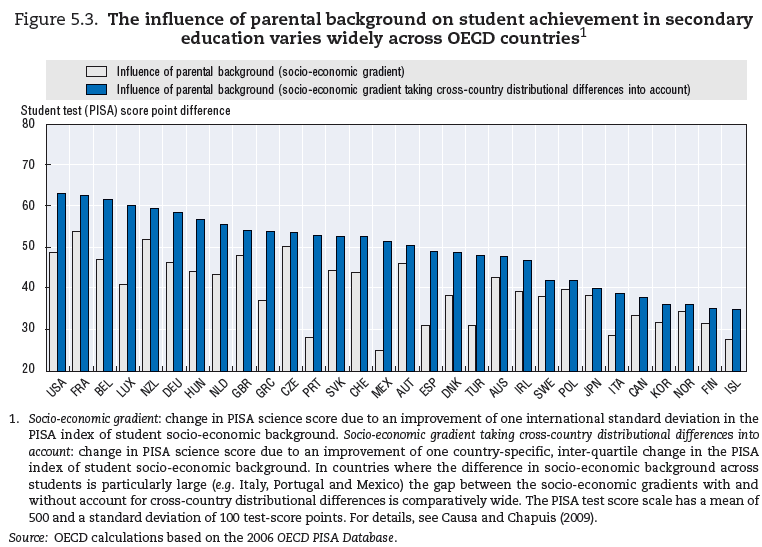 Figure 5.3. The influence of parental background on student achievement in secondary
education varies widely across OECD countries1
Influence of parental background (socio-economic gradient)
Influence of parental background (socio-economic gradient taking cross-country distributional differences into account)
Student test (PISA) score point difference
80
70
60
50
40
30
20
USA FRA BEL LUX NZL DEU HUN NLD GBR GRC CZE PRT SVK CHE MEX AUT ESP DNK TUR AUS IRL SWE POL JPN ITA CAN KOR NOR FIN ISL
1. Socio-economic gradient: change in PISA science score due to an improvement of one international standard deviation in the
PISA index of student socio-economic background. Socio-economic gradient taking cross-country distributional differences into
account: change in PISA science score due to an improvement of one country-specific, inter-quartile change in the PISA
index of student socio-economic background. In countries where the difference in socio-economic background across
students is particularly large (e.g. Italy, Portugal and Mexico) the gap between the socio-economic gradients with and
without account for cross-country distributional differences is comparatively wide. The PISA test score scale has a mean of
500 and a standard deviation of 100 test-score points. For details, see Causa and Chapuis (2009).
Source: OECD calculations based on the 2006 OECD PISA Database.